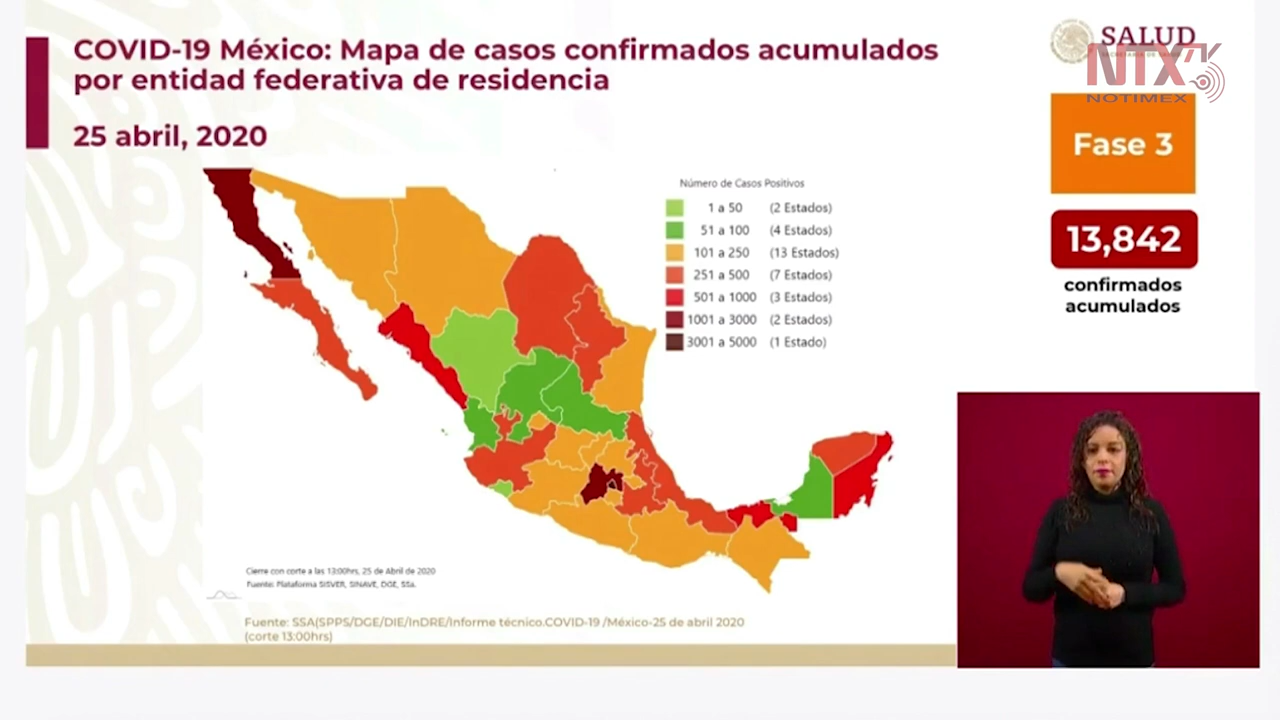 COVID-19 México: Mapa de casos confirmados acumulados
por entidad federativa de residencia
25 abril, 2020
SALUD
NTX
NOTIMEX
Fase 3
13,842
confirmados
acumulados
Número de Casos Positivos
1 a 50 (2 Estados)
51 a 100 (4 Estados)
101 a 250 (13 Estados)
251 a 500 (7 Estados)
501 a 1000 (3 Estados)
1001 a 3000 (2 Estados)
3001 a 5000 (1 Estado)
Cierre con corte a las 13:00hrs, 25 de Abril de 2020
Fuente: Plataforma SISVER, SINAVE, DGE, SSa.
Fuente: SSA(SPPS/DGE/DIE/InDRE/Informe técnico.COVID-19 /México-25 de abril 2020
(corte 13:00hrs)